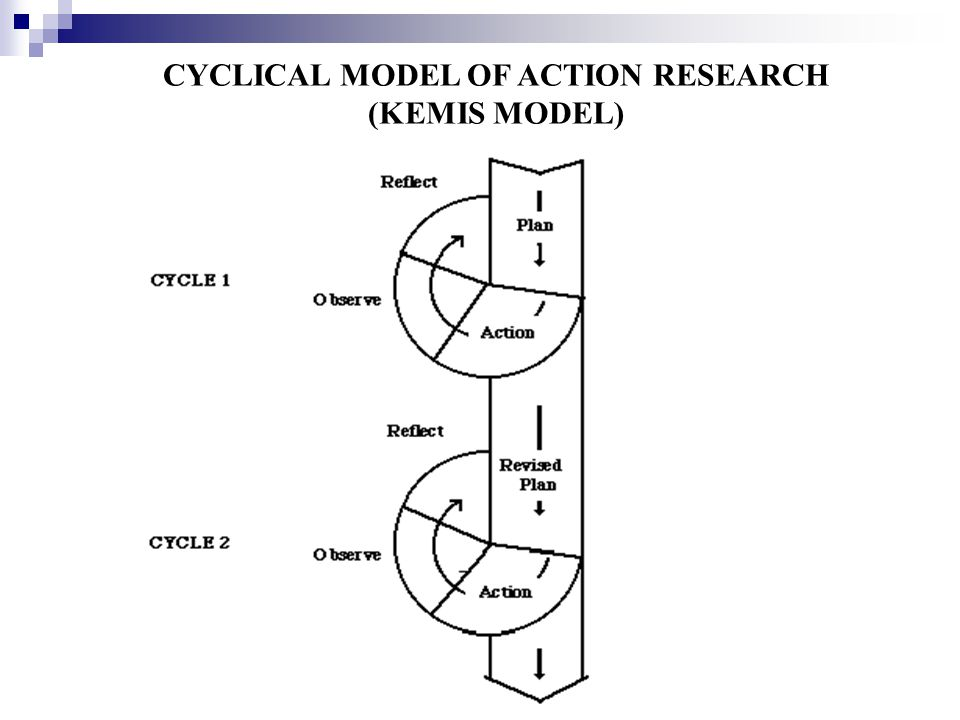 CYCLICAL MODEL OF ACTION RESEARCH
(KEMIS MODEL)
Reflect
Plan
CYCLE 1
Observe
Action
Reflect
Revised
Plan
CYCLE 2
Observe
Action